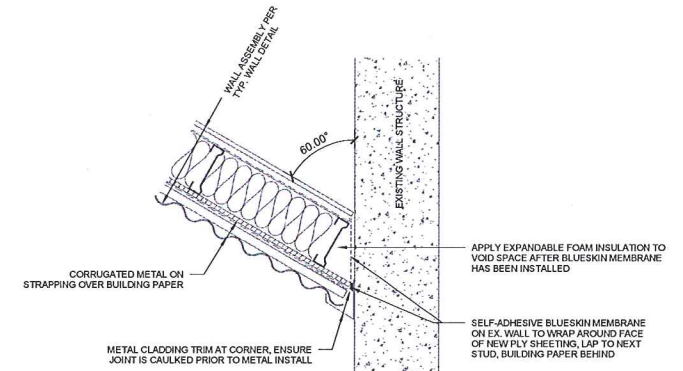 WALL ASSEMBLY PER
TYP. WALL DETAIL
60.00°
EXISTING WALL STRUCTURE
APPLY EXPANDABLE FOAM INSULATION TO
VOID SPACE AFTER BLUESKIN MEMBRANE
HAS BEEN INSTALLED
CORRUGATED METAL ON
STRAPPING OVER BUILDING PAPER
SELF-ADHESIVE BLUESKIN MEMBRANE
ON EX. WALL TO WRAP AROUND FACE
OF NEW PLY SHEETING, LAP TO NEXT
STUD, BUILDING PAPER BEHIND
METAL CLADDING TRIM AT CORNER, ENSURE
JOINT IS CAULKED PRIOR TO METAL INSTALL